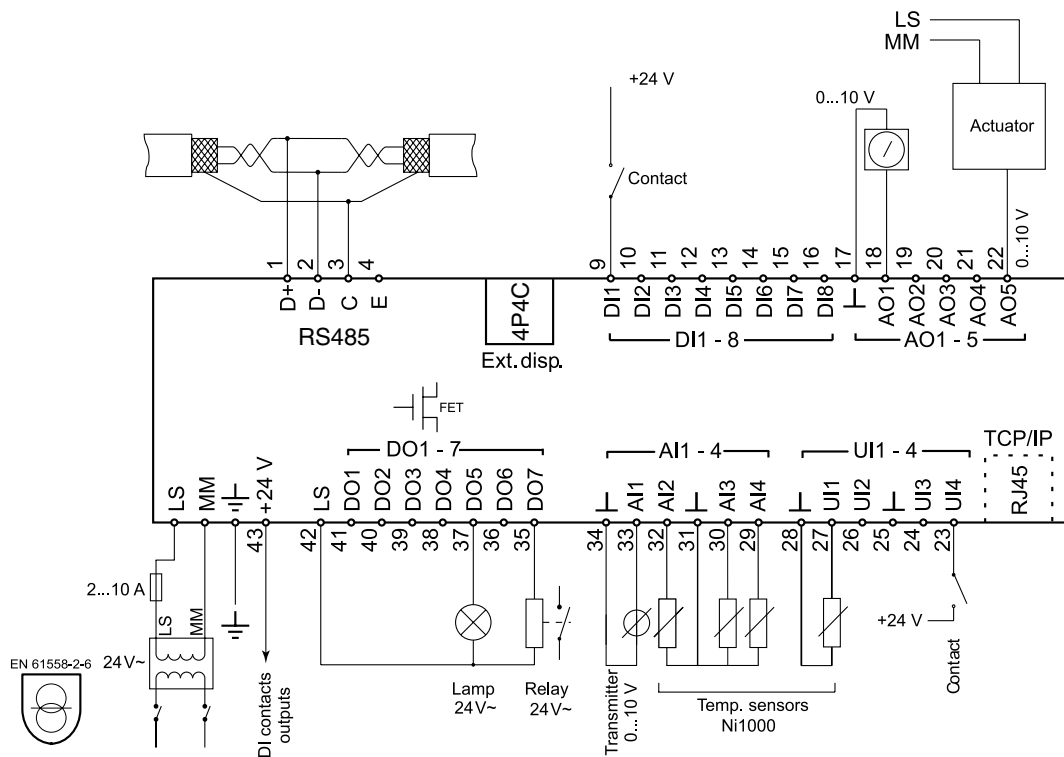 LS
MM
+24 V
0...10 V
Actuator
Contact
0...10 V
1
2
3
4
9
10
11
12
13
14
15
16
17
18
19
20
21
22
D+
D-
C
E
RS485
4P4C
Ext. disp.
DI1
DI2
DI3
DI4
DI5
DI6
DI7
DI8
DI1 - 8
⊥
AO1
AO2
AO3
AO4
AO5
AO1 - 5
FET
DO1 - 7
AI1 - 4
UI1 - 4
TCP/IP
RJ45
LS
MM
+24 V
LS
DO1
DO2
DO3
DO4
DO5
DO6
DO7
⊥
AI1
AI2
⊥
AI3
AI4
⊥
UI1
UI2
⊥
UI3
UI4
43
42
41
40
39
38
37
36
35
34
33
32
31
30
29
28
27
26
25
24
23
2...10 A
LS
MM
EN 61558-2-6
24 V~
DI contacts
outputs
Lamp
24V~
Relay
24V~
Transmitter
0...10 V
Temp. sensors
Ni1000
+24 V
Contact